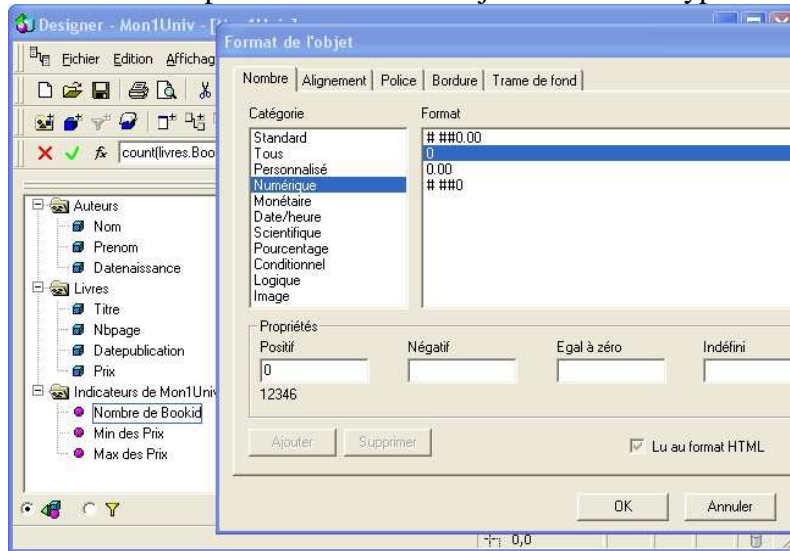 Designer - Mon1Univ - [
Fichier Edition Affichag
count(livres.Boo
Auteurs
Nom
Prenom
Datenaissance
Livres
Titre
Nbpage
Datepublication
Prix
Indicateurs de Mon1Univ
Nombre de Bookid
Min des Prix
Max des Prix
Format de l'objet
Nombre Alignement Police Bordure Trame de fond
Catégorie Format
Standard
Tous
Personnalisé
Numérique
Monétaire
Date/heure
Scientifique
Pourcentage
Conditionnel
Logique
Image
# ##0.00
0
0.00
# ##0
Propriétés
Positif Négatif Egal à zéro Indéfini
0
12346
Ajouter Supprimer Lu au format HTML
OK Annuler
0,0